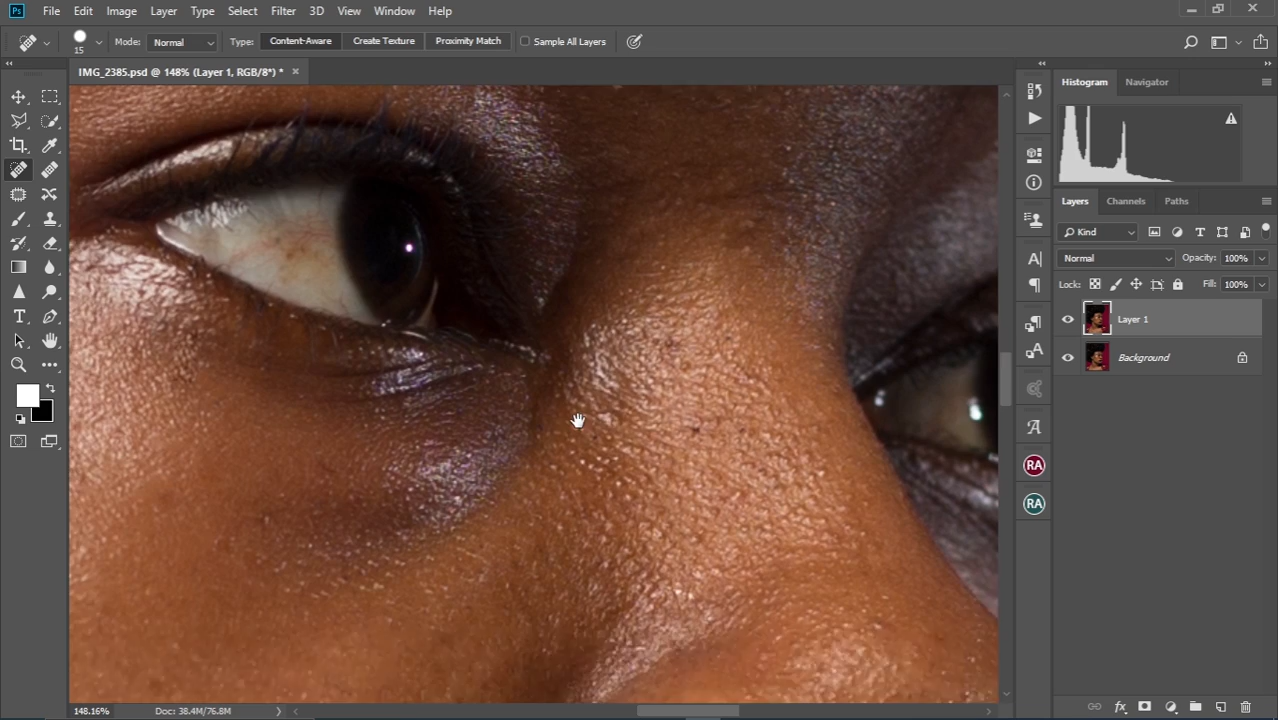 Ps File Edit Image Layer Type Select Filter 3D View Window Help
15 Mode: Normal Type: Content-Aware Create Texture Proximity Match Sample All Layers
IMG_2385.psd @ 148% (Layer 1, RGB/8*) *
Histogram Navigator
Layers Channels Paths
Kind
Normal Opacity: 100%
Lock: Fill: 100%
Layer 1
Background
RA
RA
148.16% Doc: 38.4M/76.8M